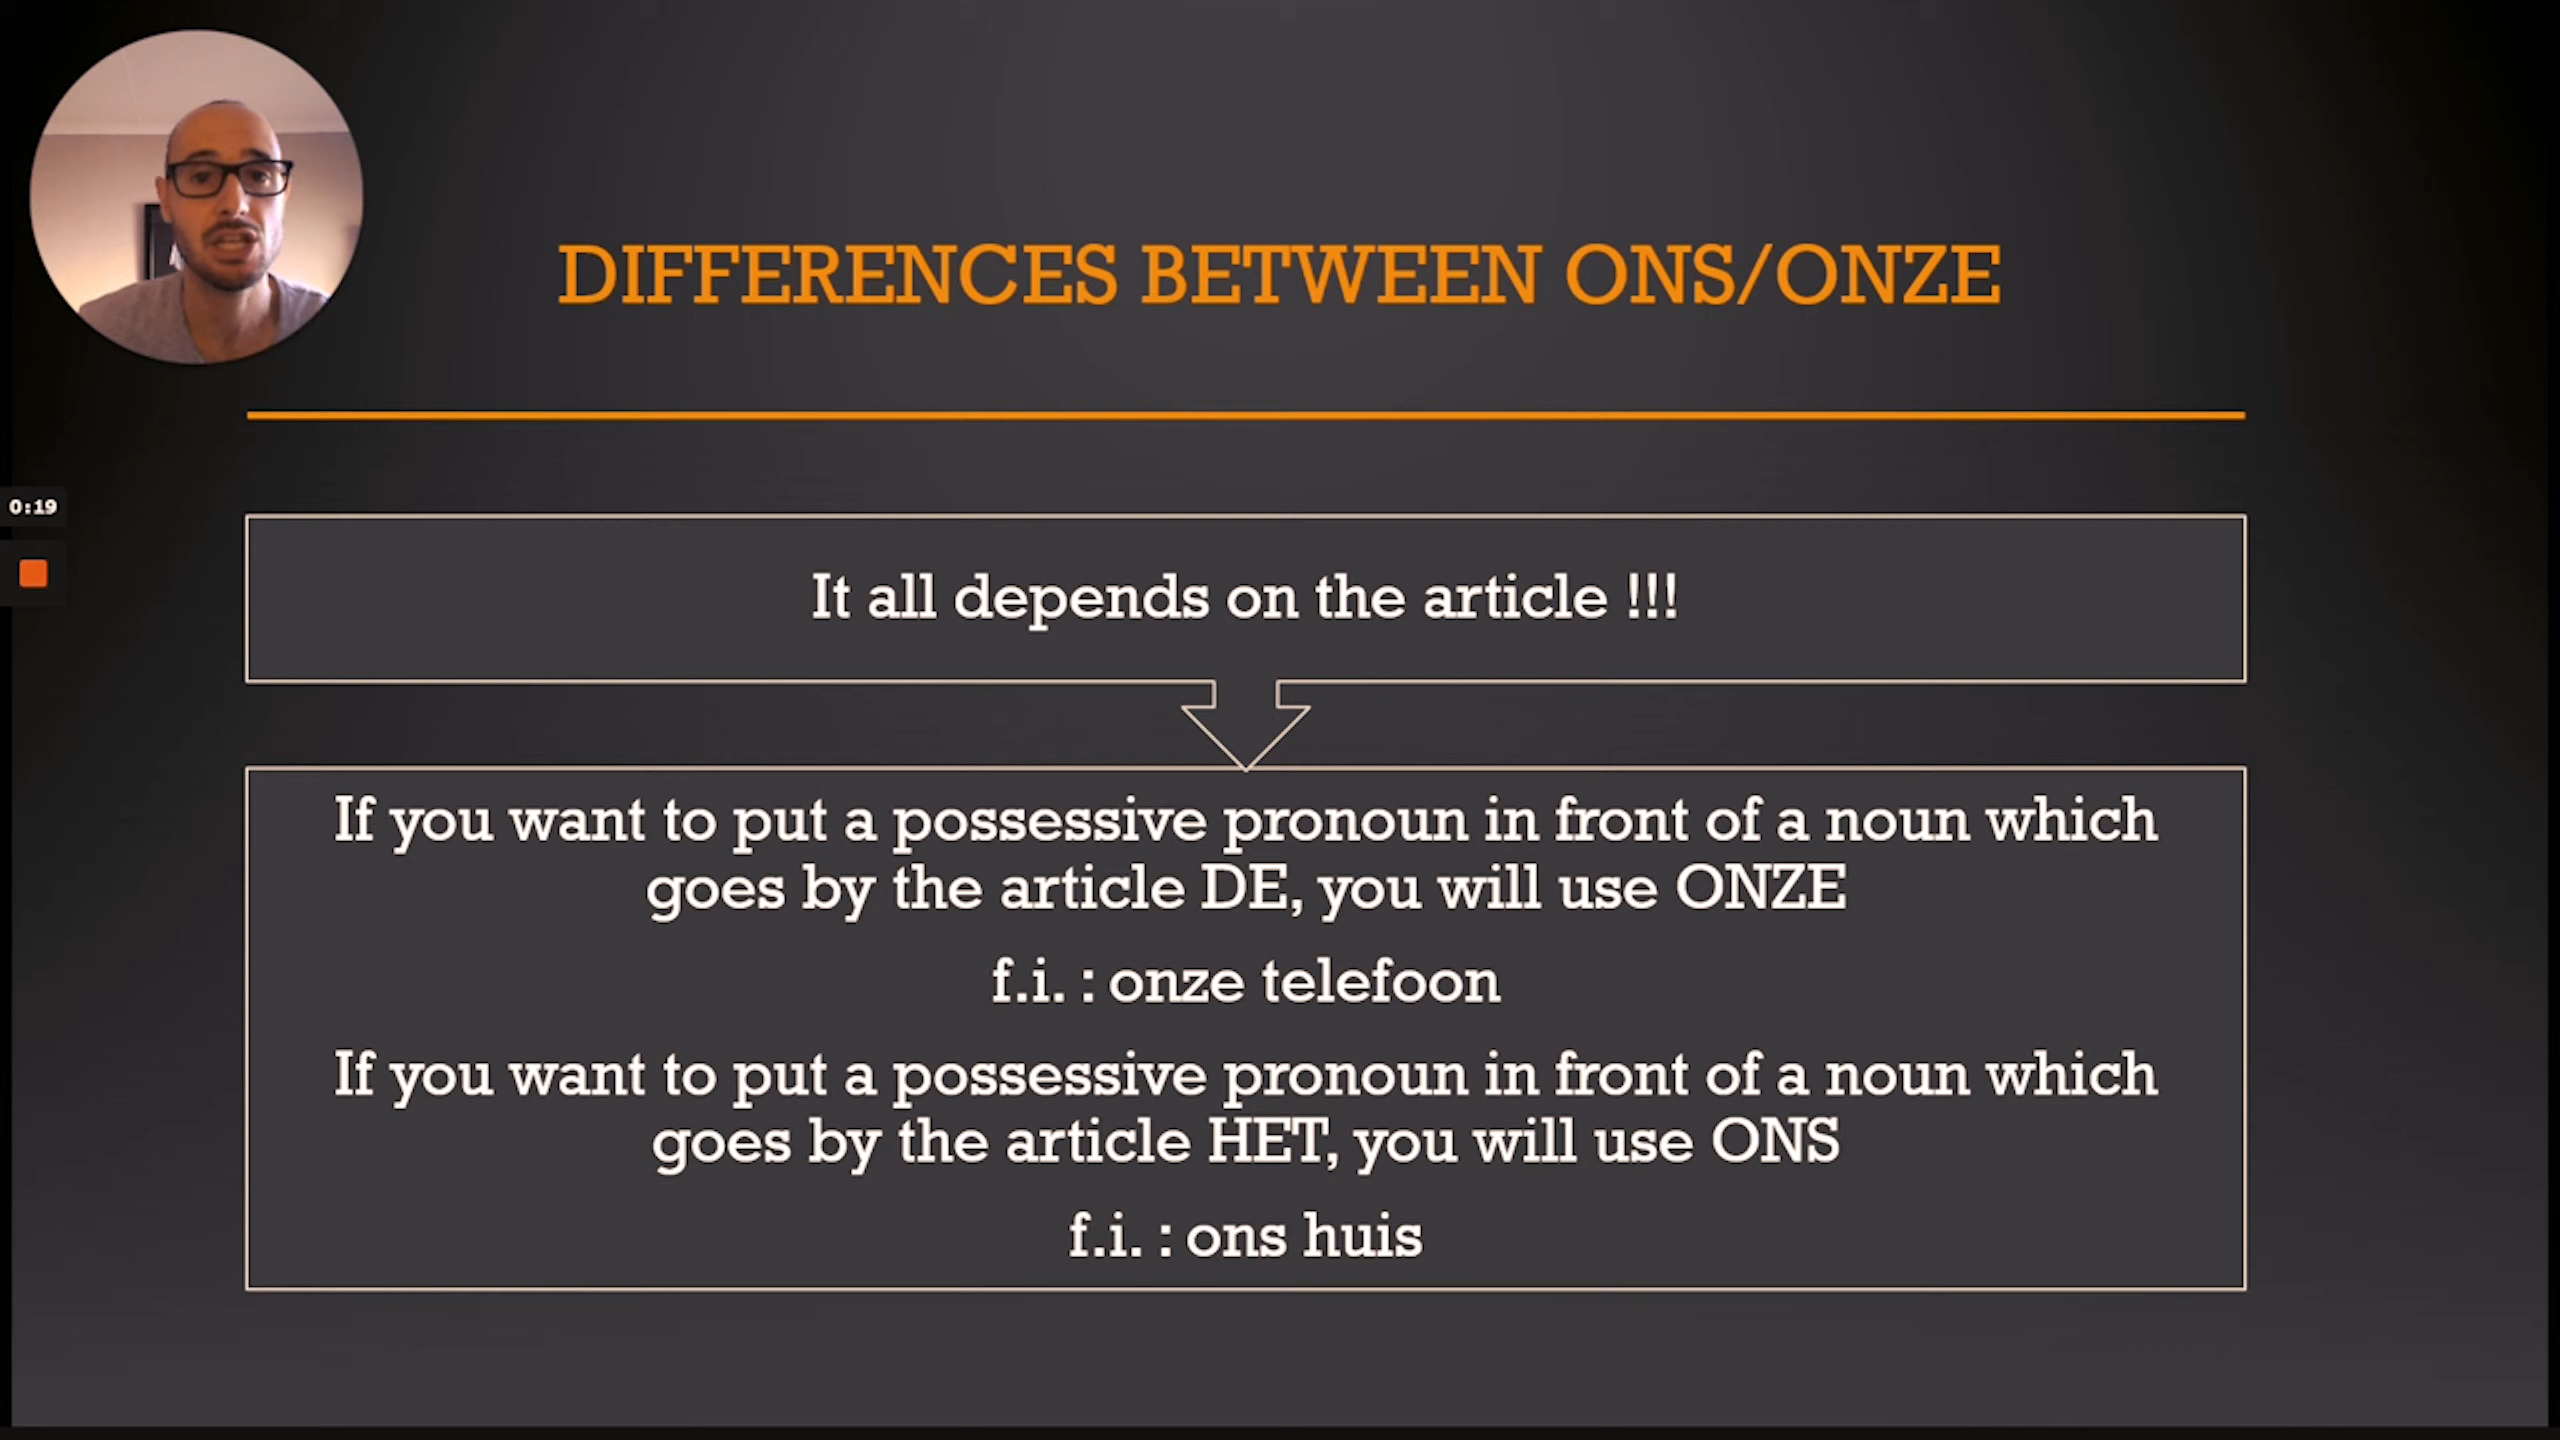 DIFFERENCES BETWEEN ONS/ONZE
0:19
It all depends on the article !!!
If you want to put a possessive pronoun in front of a noun which
goes by the article DE, you will use ONZE
f.i. : onze telefoon
If you want to put a possessive pronoun in front of a noun which
goes by the article HET, you will use ONS
f.i. : ons huis